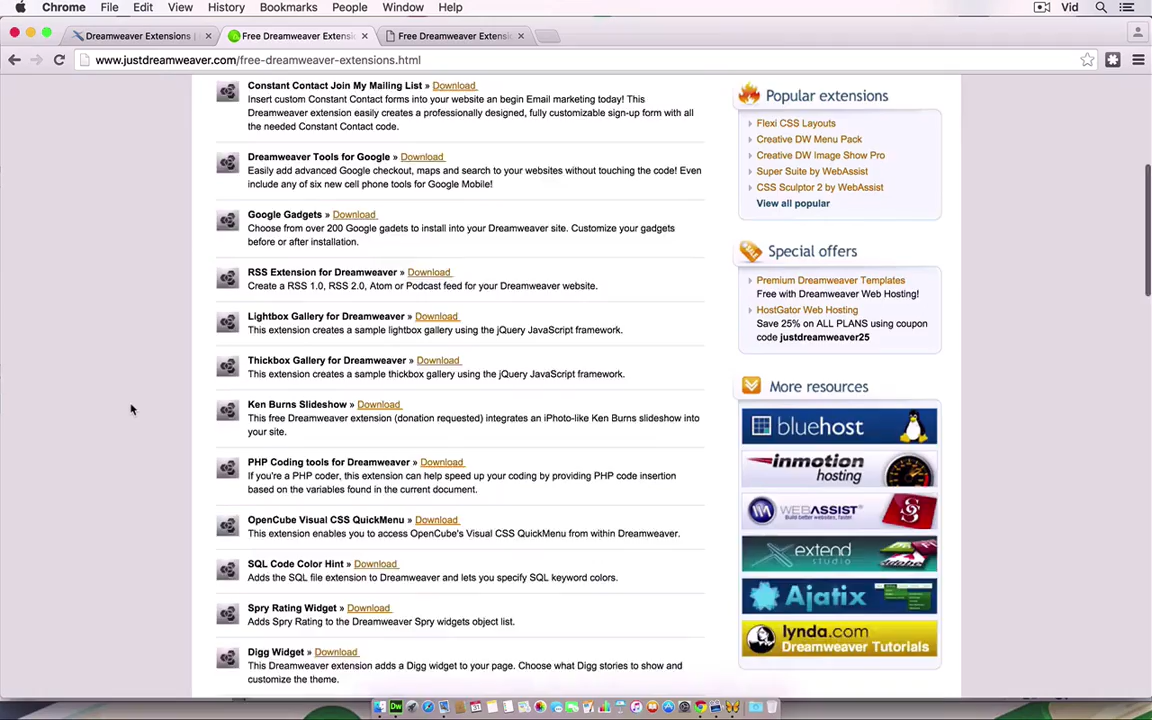 Chrome File Edit View History Bookmarks People Window Help Vid
Dreamweaver Extensions | × Free Dreamweaver Extensi × Free Dreamweaver Extensi ×
www.justdreamweaver.com/free-dreamweaver-extensions.html
Constant Contact Join My Mailing List » Download
Insert custom Constant Contact forms into your website an begin Email marketing today! This
Dreamweaver extension easily creates a professionally designed, fully customizable sign-up form with all
the needed Constant Contact code.
Dreamweaver Tools for Google » Download
Easily add advanced Google checkout, maps and search to your websites without touching the code! Even
include any of six new cell phone tools for Google Mobile!
Google Gadgets » Download
Choose from over 200 Google gadets to install into your Dreamweaver site. Customize your gadgets
before or after installation.
RSS Extension for Dreamweaver » Download
Create a RSS 1.0, RSS 2.0, Atom or Podcast feed for your Dreamweaver website.
Lightbox Gallery for Dreamweaver » Download
This extension creates a sample lightbox gallery using the jQuery JavaScript framework.
Thickbox Gallery for Dreamweaver » Download
This extension creates a sample thickbox gallery using the jQuery JavaScript framework.
Ken Burns Slideshow » Download
This free Dreamweaver extension (donation requested) integrates an iPhoto-like Ken Burns slideshow into
your site.
PHP Coding tools for Dreamweaver » Download
If you're a PHP coder, this extension can help speed up your coding by providing PHP code insertion
based on the variables found in the current document.
OpenCube Visual CSS QuickMenu » Download
This extension enables you to access OpenCube's Visual CSS QuickMenu from within Dreamweaver.
SQL Code Color Hint » Download
Adds the SQL file extension to Dreamweaver and lets you specify SQL keyword colors.
Spry Rating Widget » Download
Adds Spry Rating to the Dreamweaver Spry widgets object list.
Digg Widget » Download
This Dreamweaver extension adds a Digg widget to your page. Choose what Digg stories to show and
customize the theme.
Popular extensions
Flexi CSS Layouts
Creative DW Menu Pack
Creative DW Image Show Pro
Super Suite by WebAssist
CSS Sculptor 2 by WebAssist
View all popular
Special offers
Premium Dreamweaver Templates
Free with Dreamweaver Web Hosting!
HostGator Web Hosting
Save 25% on ALL PLANS using coupon
code justdreamweaver25
More resources
bluehost
inmotion
hosting
WEBASSIST
Build better websites, faster
extend
studio
Ajatix
lynda.com
Dreamweaver Tutorials
Dw